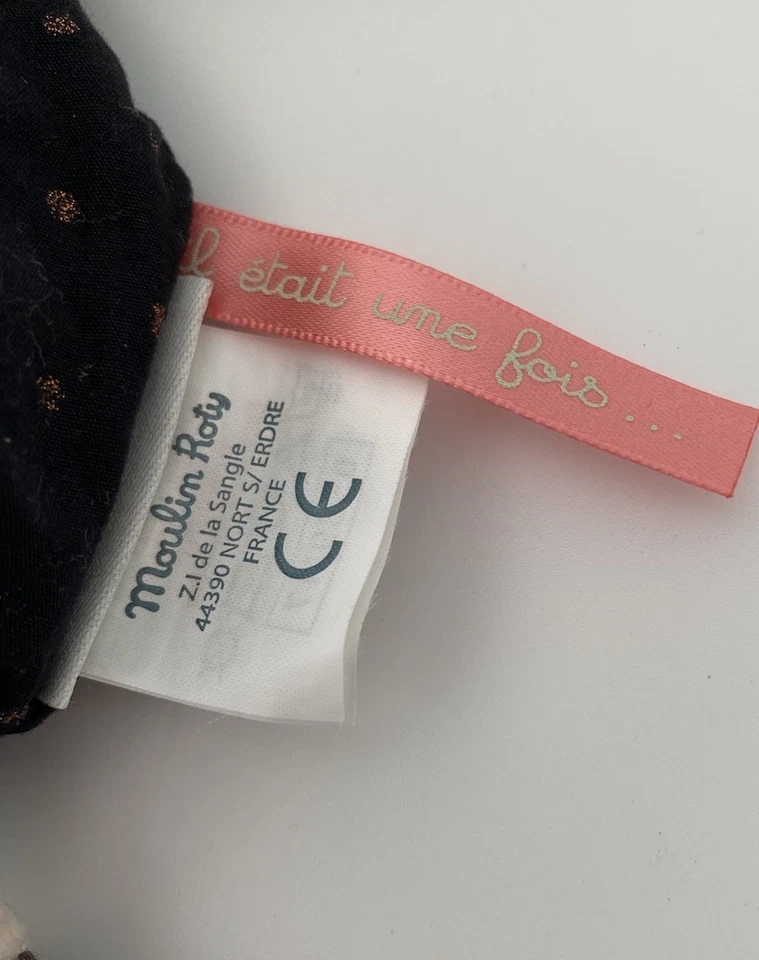 il était une fois...
Moulin Roty
Z.I de la Sangle
44390 NORT S/ ERDRE
FRANCE
CE